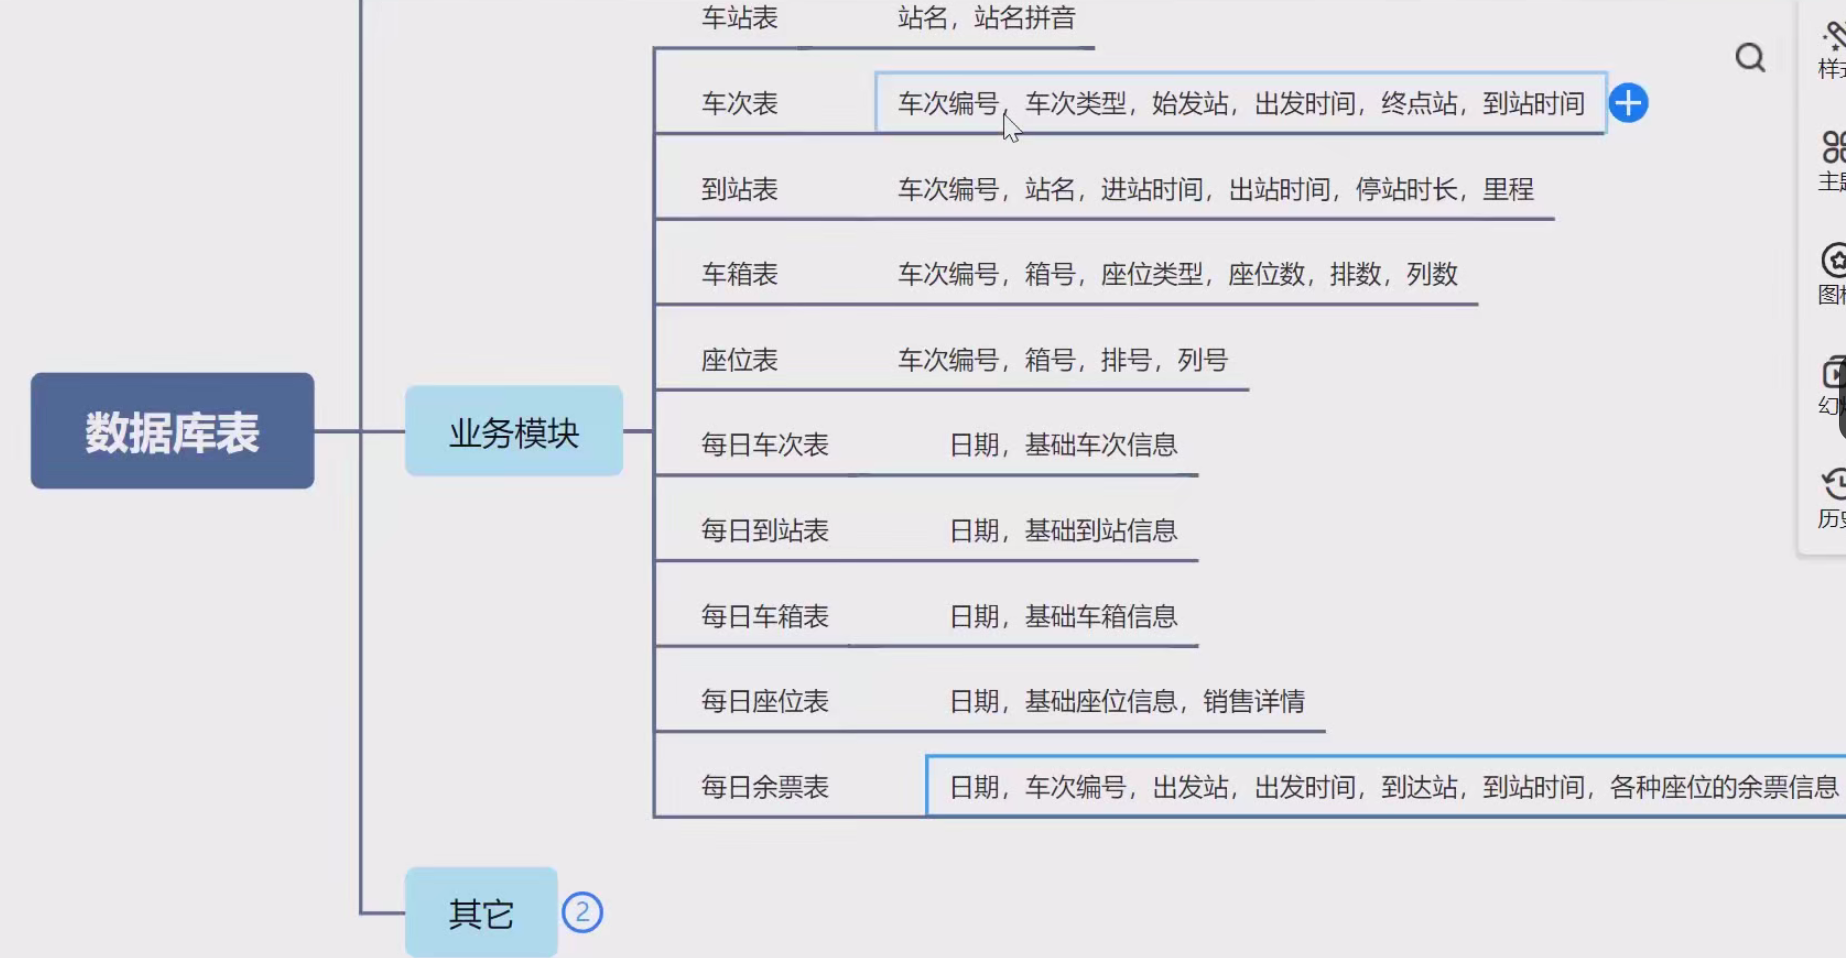 车站表 站名，站名拼音
车次表 车次编号，车次类型，始发站，出发时间，终点站，到站时间
到站表 车次编号，站名，进站时间，出站时间，停站时长，里程
车箱表 车次编号，箱号，座位类型，座位数，排数，列数
座位表 车次编号，箱号，排号，列号
数据库表
业务模块
每日车次表 日期，基础车次信息
每日到站表 日期，基础到站信息
每日车箱表 日期，基础车箱信息
每日座位表 日期，基础座位信息，销售详情
每日余票表 日期，车次编号，出发站，出发时间，到达站，到站时间，各种座位的余票信息
其它 2
样
主
图
幻
历